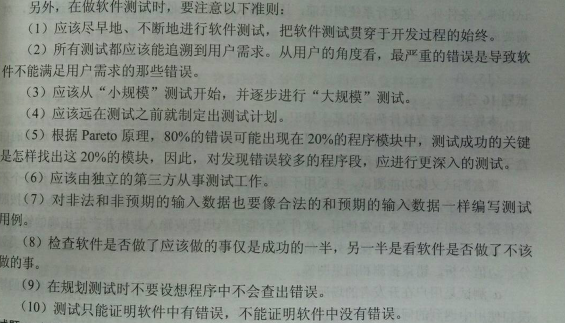 另外，在做软件测试时，要注意以下准则：
（1）应该尽早地、不断地进行软件测试，把软件测试贯穿于开发过程的始终。
（2）所有测试都应该能追溯到用户需求。从用户的角度看，最严重的错误是导致软
件不能满足用户需求的那些错误。
（3）应该从“小规模”测试开始，并逐步进行“大规模”测试。
（4）应该远在测试之前就制定出测试计划。
（5）根据 Pareto 原理，80%的错误可能出现在 20%的程序模块中，测试成功的关键
是怎样找出这 20%的模块，因此，对发现错误较多的程序段，应进行更深入的测试。
（6）应该由独立的第三方从事测试工作。
（7）对非法和非预期的输入数据也要像合法的和预期的输入数据一样编写测试
用例。
（8）检查软件是否做了应该做的事仅是成功的一半，另一半是看软件是否做了不该
做的事。
（9）在规划测试时不要设想程序中不会查出错误。
（10）测试只能证明软件中有错误，不能证明软件中没有错误。